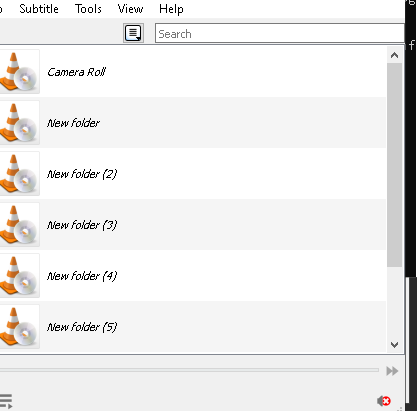 Subtitle Tools View Help
Search
Camera Roll
New folder
New folder (2)
New folder (3)
New folder (4)
New folder (5)